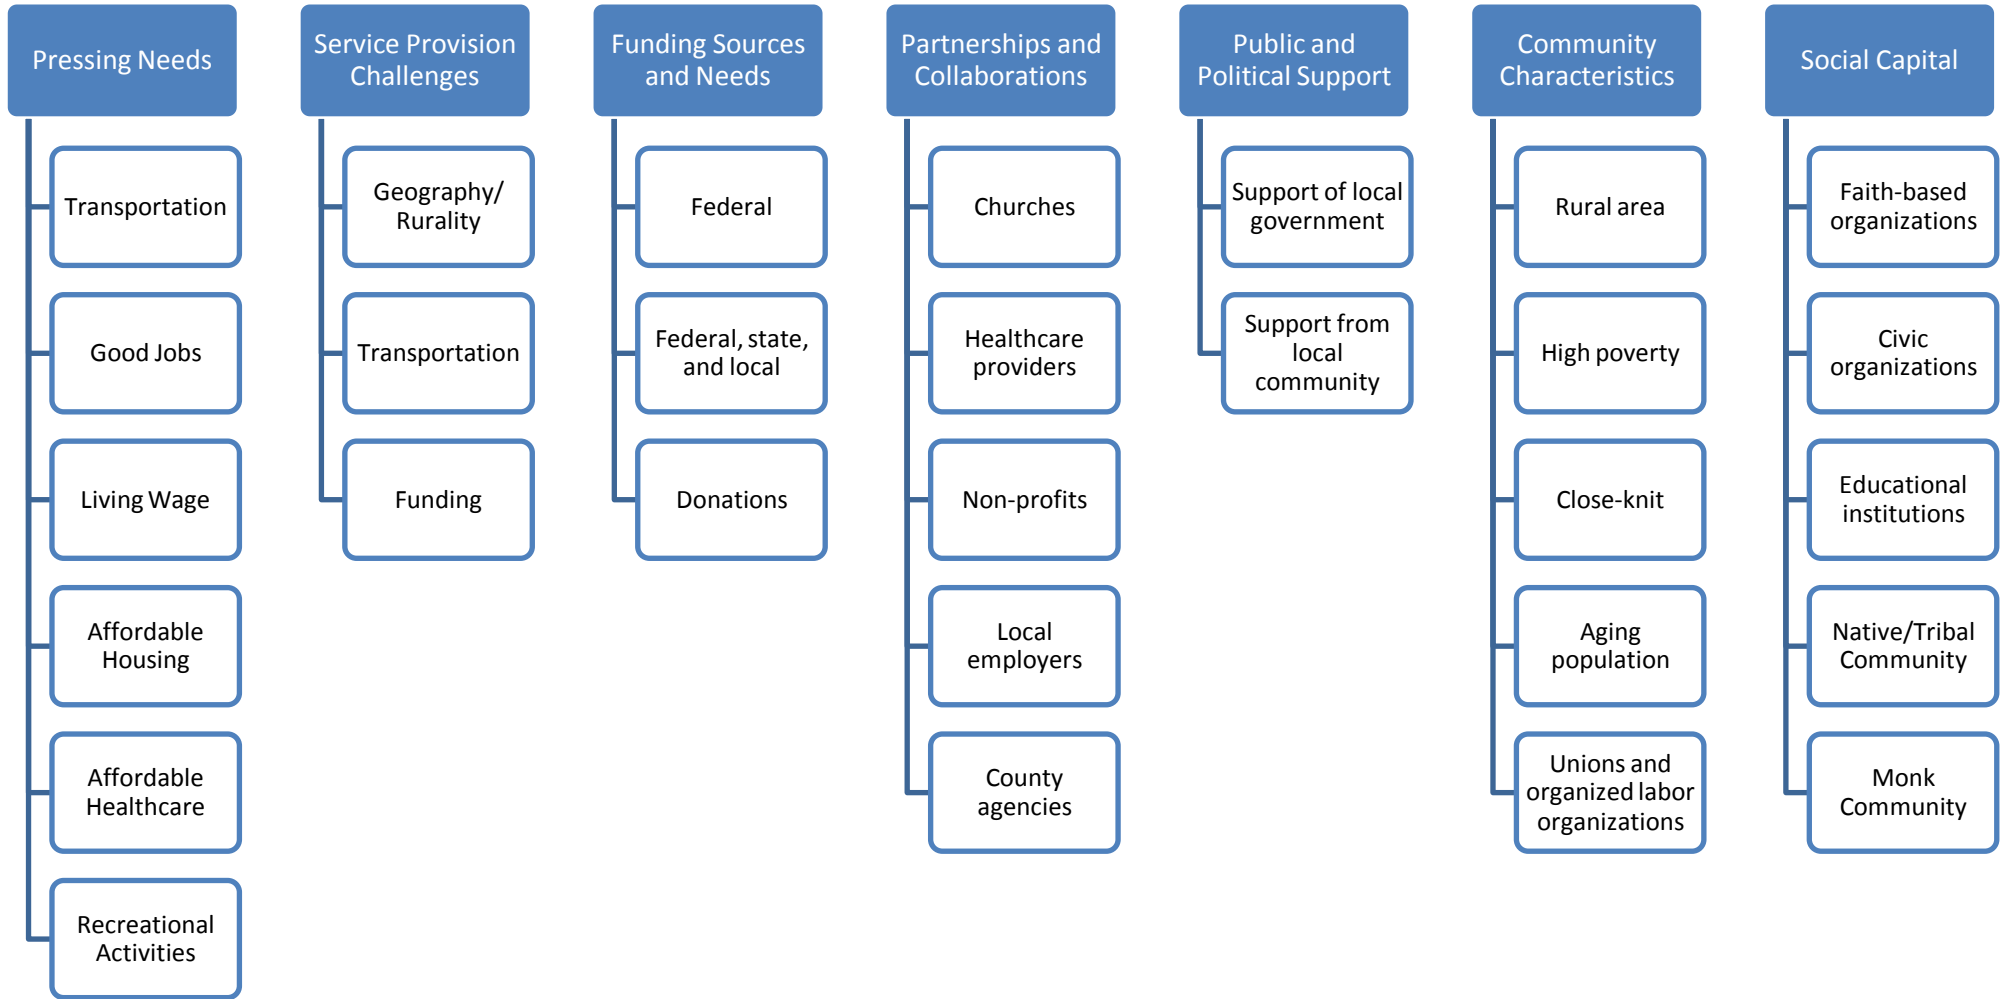 Pressing Needs
Transportation
Good Jobs
Living Wage
Affordable
Housing
Affordable
Healthcare
Recreational
Activities
Service Provision
Challenges
Geography/
Rurality
Transportation
Funding
Funding Sources
and Needs
Federal
Federal, state,
and local
Donations
Partnerships and
Collaborations
Churches
Healthcare
providers
Non-profits
Local
employers
County
agencies
Public and
Political Support
Support of local
government
Support from
local
community
Community
Characteristics
Rural area
High poverty
Close-knit
Aging
population
Unions and
organized labor
organizations
Social Capital
Faith-based
organizations
Civic
organizations
Educational
institutions
Native/Tribal
Community
Monk
Community